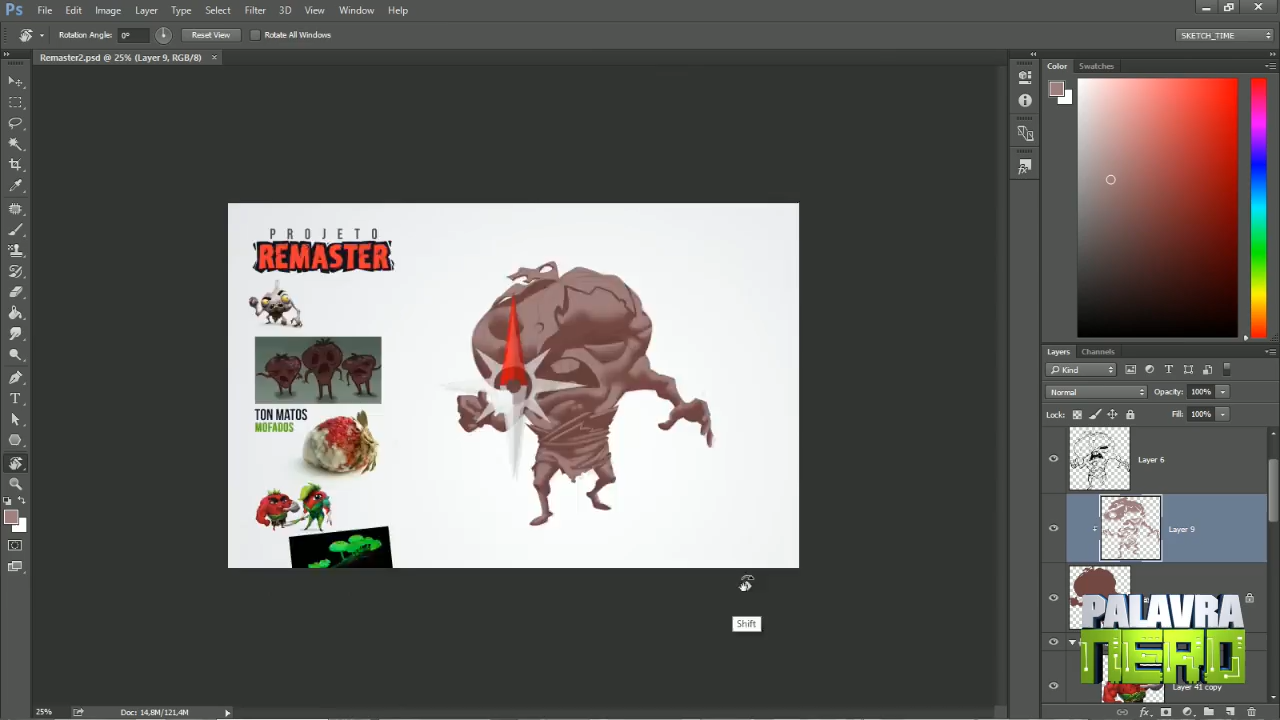 Ps File Edit Image Layer Type Select Filter 3D View Window Help
Rotation Angle: 0° Reset View Rotate All Windows SKETCH_TIME
Remaster2.psd @ 25% (Layer 9, RGB/8) ×
Color Swatches
PROJETO
REMASTER
TON MATOS
MOFADOS
Shift
Layers Channels
Kind
Normal Opacity: 100%
Lock: Fill: 100%
Layer 6
Layer 9
PALAVRA
NERD
Layer 41 copy
25% Doc: 14,8M/121,4M